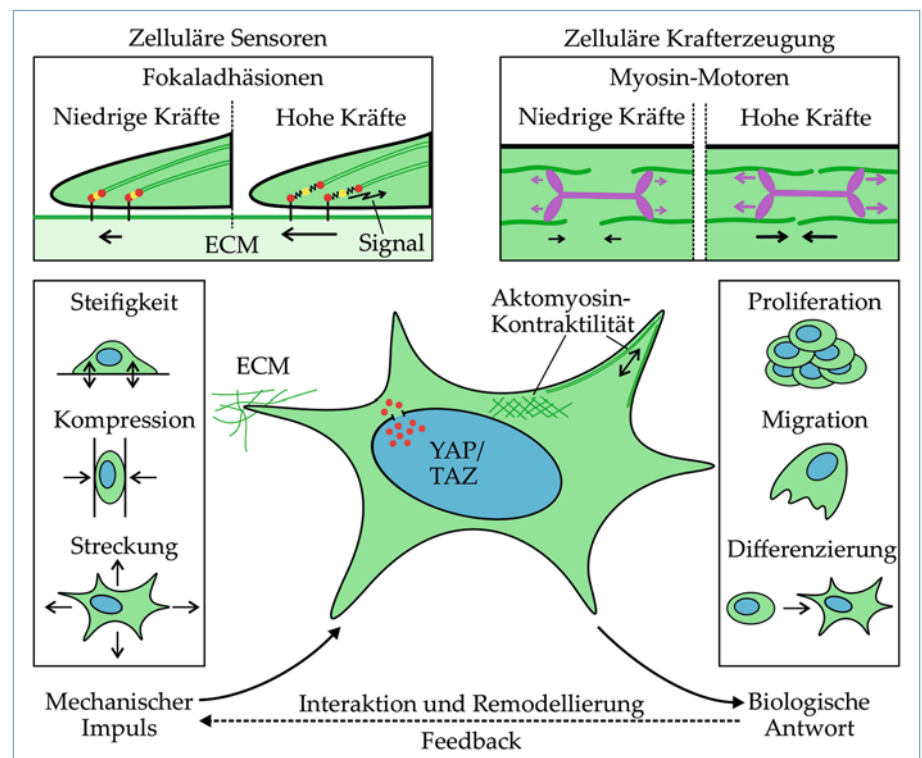 Zelluläre Sensoren
Fokaladhäsionen
Niedrige Kräfte
Hohe Kräfte
ECM
Signal
Zelluläre Krafterzeugung
Myosin-Motoren
Niedrige Kräfte
Hohe Kräfte
Steifigkeit
Kompression
Streckung
ECM
Aktomyosin-
Kontraktilität
YAP/
TAZ
Proliferation
Migration
Differenzierung
Mechanischer
Impuls
Interaktion und Remodellierung
Feedback
Biologische
Antwort